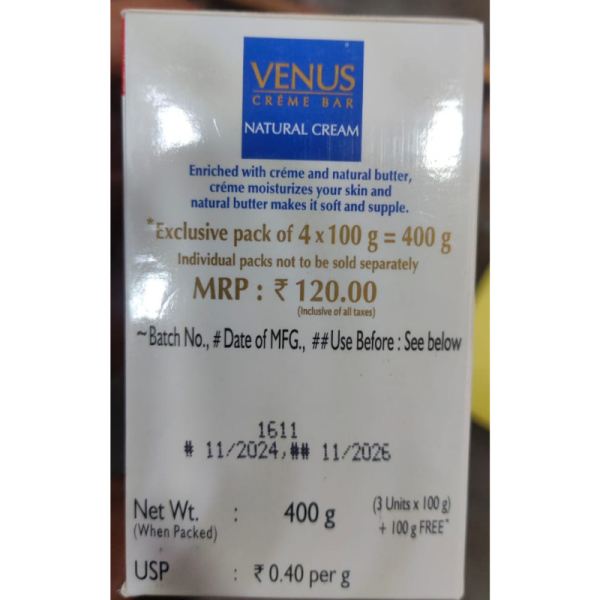 VENUS
CRÉME BAR
NATURAL CREAM
Enriched with créme and natural butter,
créme moisturizes your skin and
natural butter makes it soft and supple.
*Exclusive pack of 4 x 100 g = 400 g
Individual packs not to be sold separately
MRP : ₹ 120.00
(Inclusive of all taxes)
~Batch No., # Date of MFG., ##Use Before : See below
1611
# 11/2024,## 11/2026
Net Wt. : 400 g (3 Units x 100 g)
(When Packed) + 100 g FREE*
USP : ₹ 0.40 per g